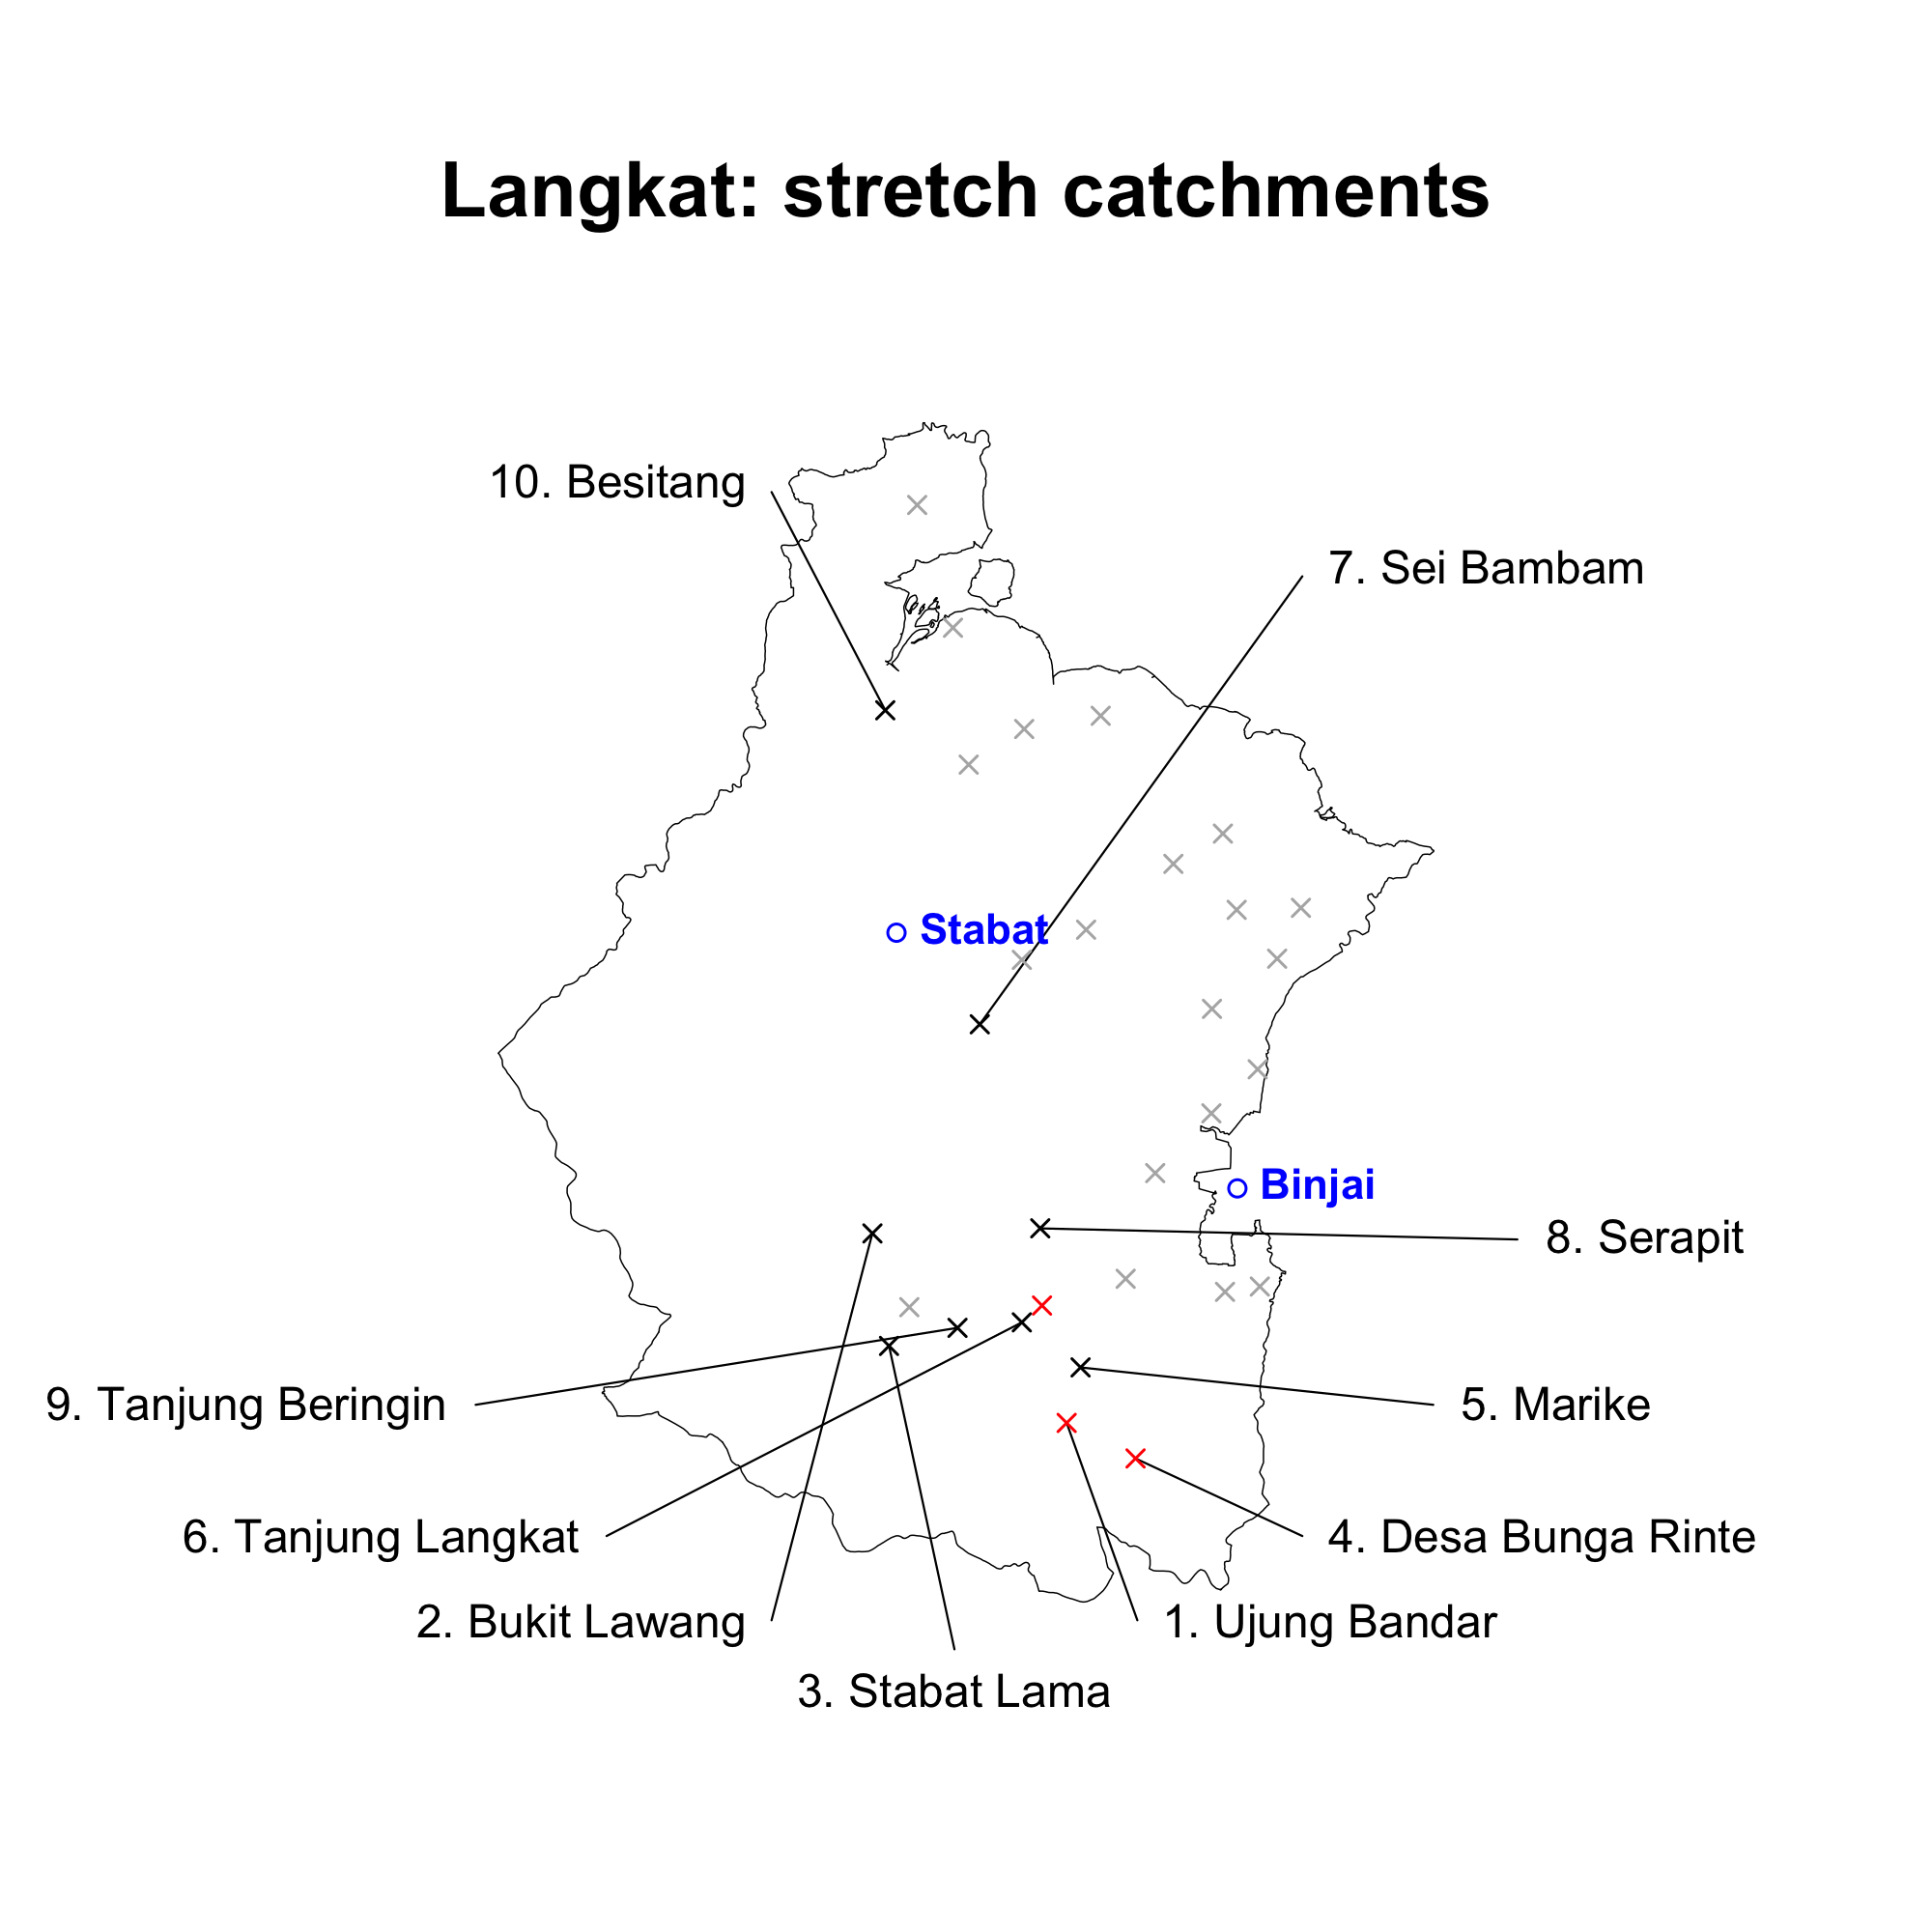 Langkat: stretch catchments
10. Besitang
7. Sei Bambam
Stabat
Binjai
8. Serapit
9. Tanjung Beringin
5. Marike
6. Tanjung Langkat
4. Desa Bunga Rinte
2. Bukit Lawang
1. Ujung Bandar
3. Stabat Lama